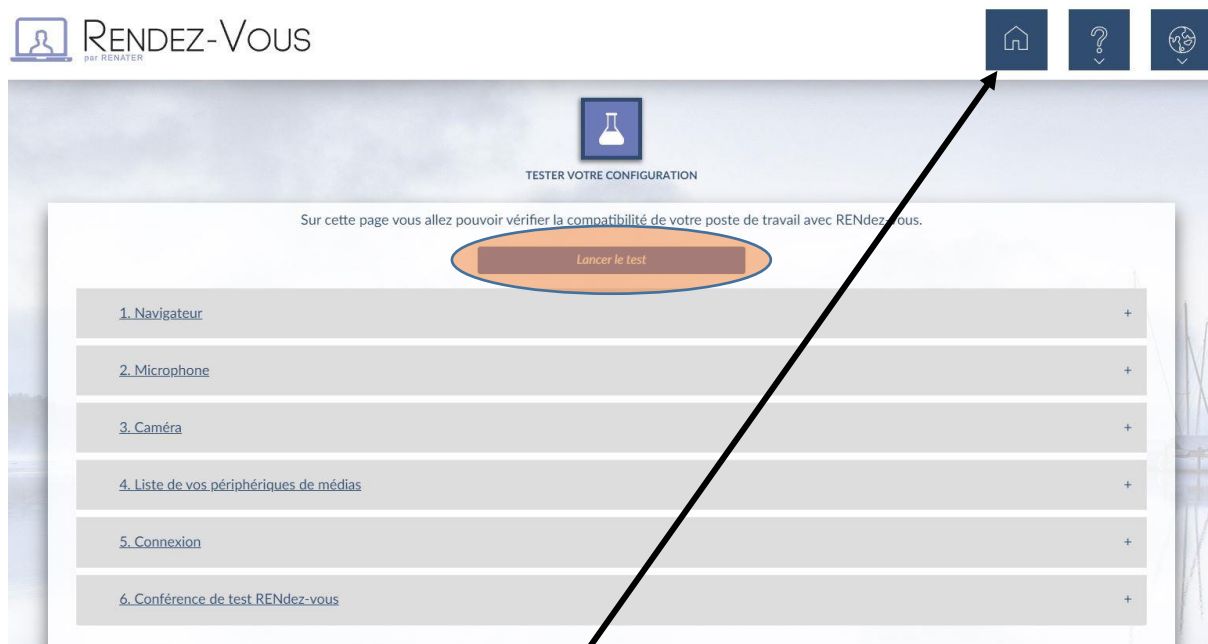 RENDEZ-VOUS
par RENATER
?
TESTER VOTRE CONFIGURATION
Sur cette page vous allez pouvoir vérifier la compatibilité de votre poste de travail avec RENdez-vous.
Lancer le test
1. Navigateur +
2. Microphone +
3. Caméra +
4. Liste de vos périphériques de médias +
5. Connexion +
6. Conférence de test RENdez-vous +